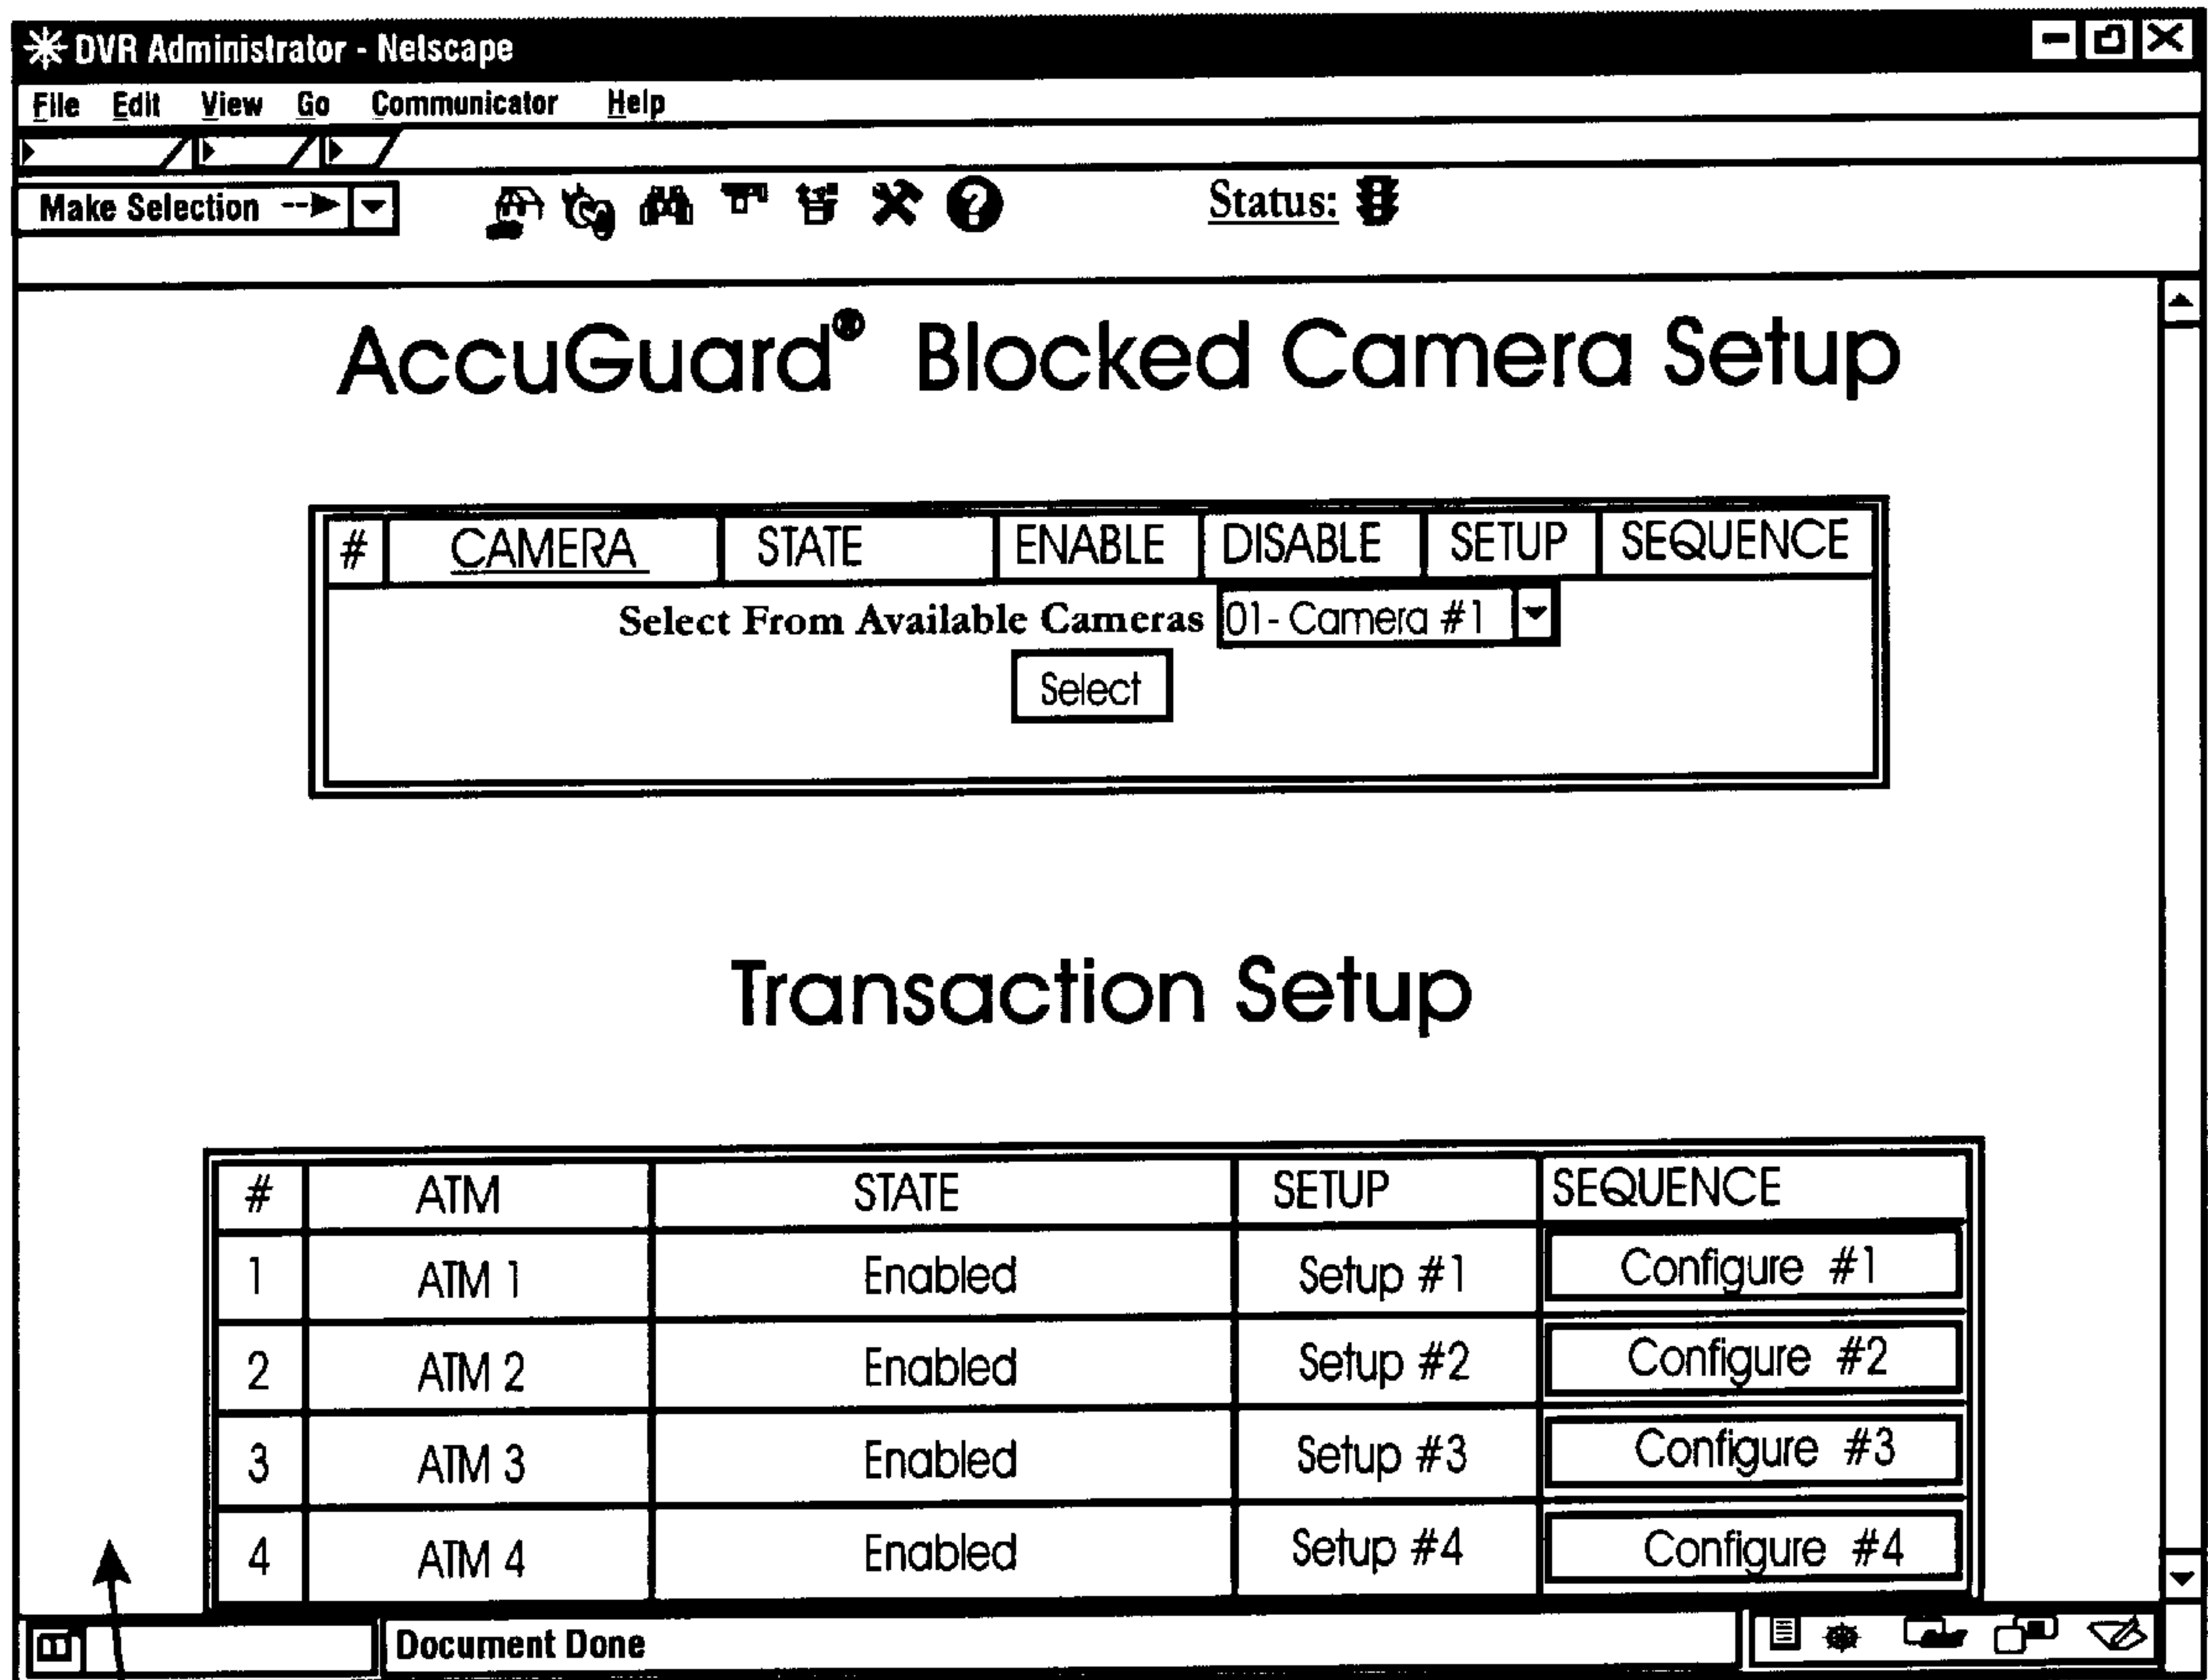 DVR Administrator - Nelscape
File Edit View Go Communicator Help
Make Selection --> Status:
AccuGuard® Blocked Camera Setup
# CAMERA STATE ENABLE DISABLE SETUP SEQUENCE
Select From Available Cameras 01- Camera #1
Select
Transaction Setup
# ATM STATE SETUP SEQUENCE
1 ATM 1 Enabled Setup #1 Configure #1
2 ATM 2 Enabled Setup #2 Configure #2
3 ATM 3 Enabled Setup #3 Configure #3
4 ATM 4 Enabled Setup #4 Configure #4
Document Done